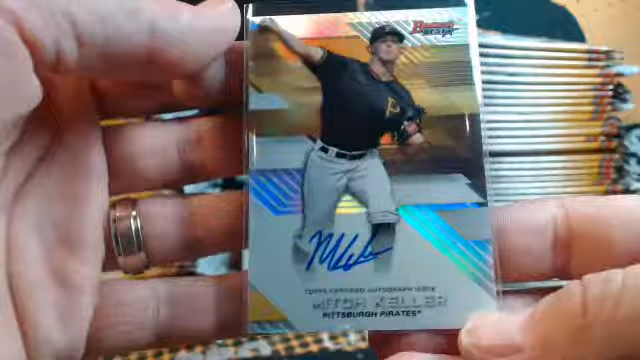 BOWMAN'S
BEST
P
TOPPS CERTIFIED AUTOGRAPH ISSUE
MITCH KELLER
PITTSBURGH PIRATES